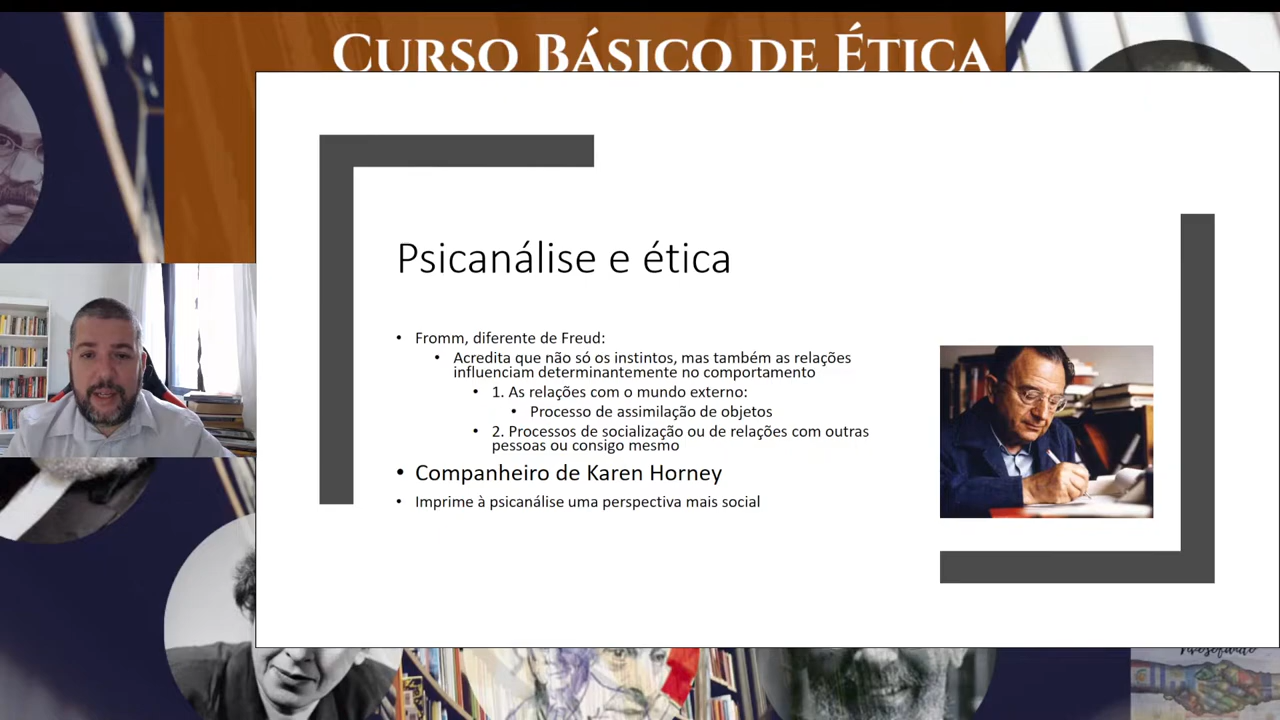 CURSO BÁSICO DE ÉTICA
Psicanálise e ética
• Fromm, diferente de Freud:
• Acredita que não só os instintos, mas também as relações
influenciam determinantemente no comportamento
• 1. As relações com o mundo externo:
• Processo de assimilação de objetos
• 2. Processos de socialização ou de relações com outras
pessoas ou consigo mesmo
• Companheiro de Karen Horney
• Imprime à psicanálise uma perspectiva mais social